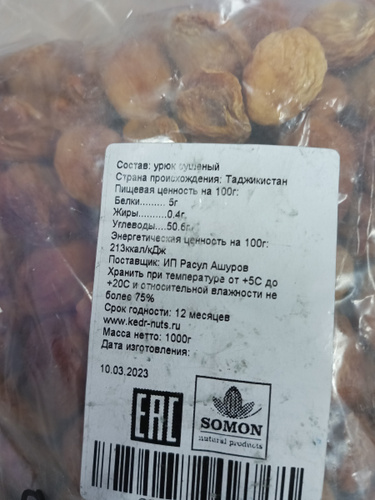 Состав: урюк сушеный
Страна происхождения: Таджикистан
Пищевая ценность на 100г:
Белки......... 5г
Жиры.........0.4г
Углеводы....50.6г
Энергетическая ценность на 100г:
213ккал/кДж
Поставщик: ИП Расул Ашуров
Хранить при температуре от +5С до
+20С и относительной влажности не
более 75%
Срок годности: 12 месяцев
www.kedr-nuts.ru
Масса нетто: 1000г
Дата изготовления:
10.03.2023
EAC
SOMON
natural products